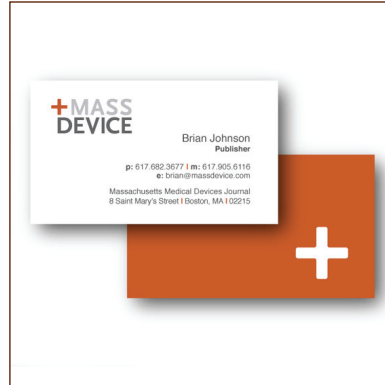 +MASS
DEVICE
Brian Johnson
Publisher
p: 617.682.3677 | m: 617.905.6116
e: brian@massdevice.com
Massachusetts Medical Devices Journal
8 Saint Mary's Street | Boston, MA | 02215